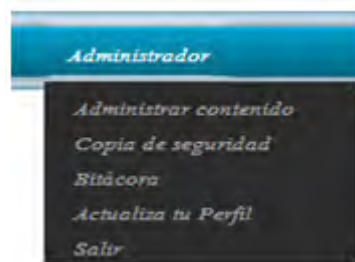 Administrador
Administrar contenido
Copia de seguridad
Bitácora
Actualiza tu Perfil
Salir